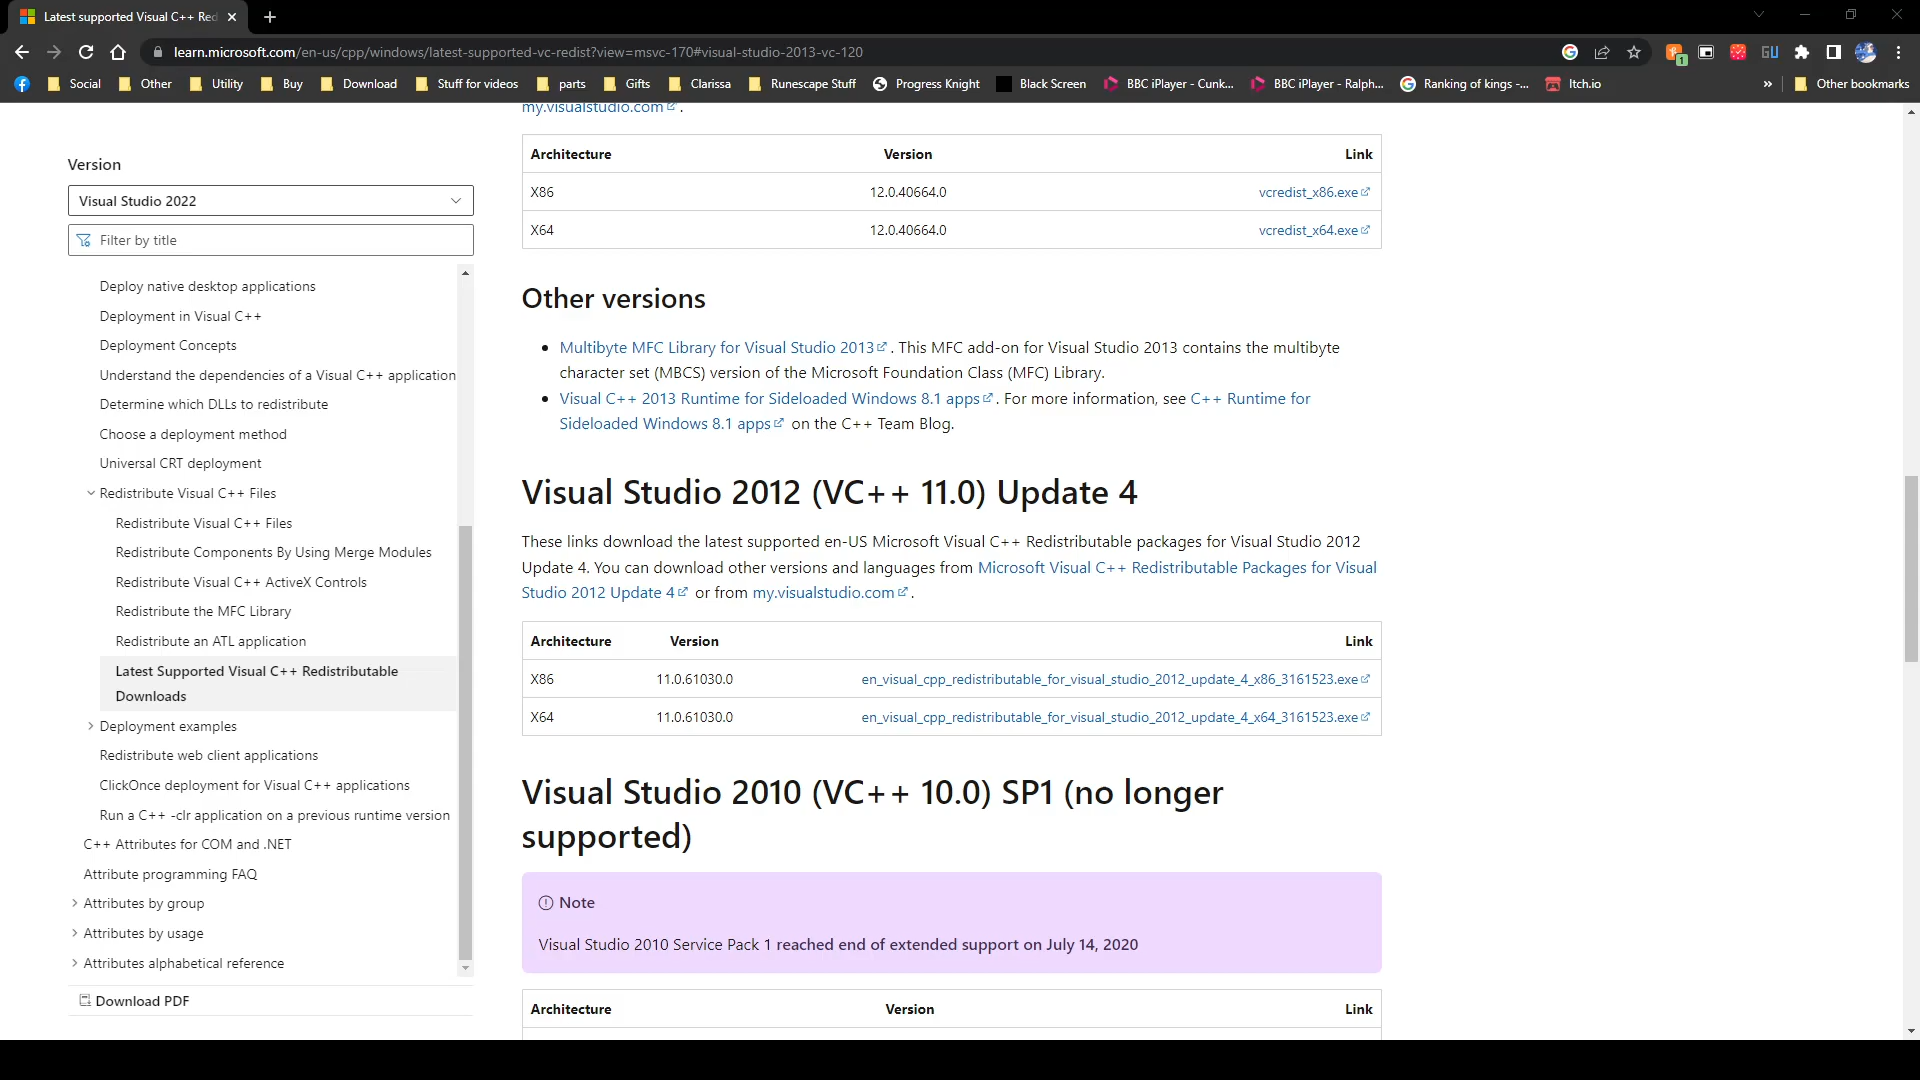 Latest supported Visual C++ Red
learn.microsoft.com/en-us/cpp/windows/latest-supported-vc-redist?view=msvc-170#visual-studio-2013-vc-120
1
GU
Social
Other
Utility
Buy
Download
Stuff for videos
parts
Gifts
Clarissa
Runescape Stuff
Progress Knight
Black Screen
BBC iPlayer - Cunk...
BBC iPlayer - Ralph...
Ranking of kings -...
Itch.io
»
Other bookmarks
Version
Visual Studio 2022
Filter by title
Deploy native desktop applications
Deployment in Visual C++
Deployment Concepts
Understand the dependencies of a Visual C++ application
Determine which DLLs to redistribute
Choose a deployment method
Universal CRT deployment
Redistribute Visual C++ Files
Redistribute Visual C++ Files
Redistribute Components By Using Merge Modules
Redistribute Visual C++ ActiveX Controls
Redistribute the MFC Library
Redistribute an ATL application
Latest Supported Visual C++ Redistributable
Downloads
Deployment examples
Redistribute web client applications
ClickOnce deployment for Visual C++ applications
Run a C++ -clr application on a previous runtime version
C++ Attributes for COM and .NET
Attribute programming FAQ
Attributes by group
Attributes by usage
Attributes alphabetical reference
Download PDF
my.visualstudio.com .
Architecture Version Link
X86 12.0.40664.0 vcredist_x86.exe
X64 12.0.40664.0 vcredist_x64.exe
Other versions
• Multibyte MFC Library for Visual Studio 2013 . This MFC add-on for Visual Studio 2013 contains the multibyte
character set (MBCS) version of the Microsoft Foundation Class (MFC) Library.
• Visual C++ 2013 Runtime for Sideloaded Windows 8.1 apps . For more information, see C++ Runtime for
Sideloaded Windows 8.1 apps on the C++ Team Blog.
Visual Studio 2012 (VC++ 11.0) Update 4
These links download the latest supported en-US Microsoft Visual C++ Redistributable packages for Visual Studio 2012
Update 4. You can download other versions and languages from Microsoft Visual C++ Redistributable Packages for Visual
Studio 2012 Update 4 or from my.visualstudio.com .
Architecture Version Link
X86 11.0.61030.0 en_visual_cpp_redistributable_for_visual_studio_2012_update_4_x86_3161523.exe
X64 11.0.61030.0 en_visual_cpp_redistributable_for_visual_studio_2012_update_4_x64_3161523.exe
Visual Studio 2010 (VC++ 10.0) SP1 (no longer
supported)
Note
Visual Studio 2010 Service Pack 1 reached end of extended support on July 14, 2020
Architecture Version Link